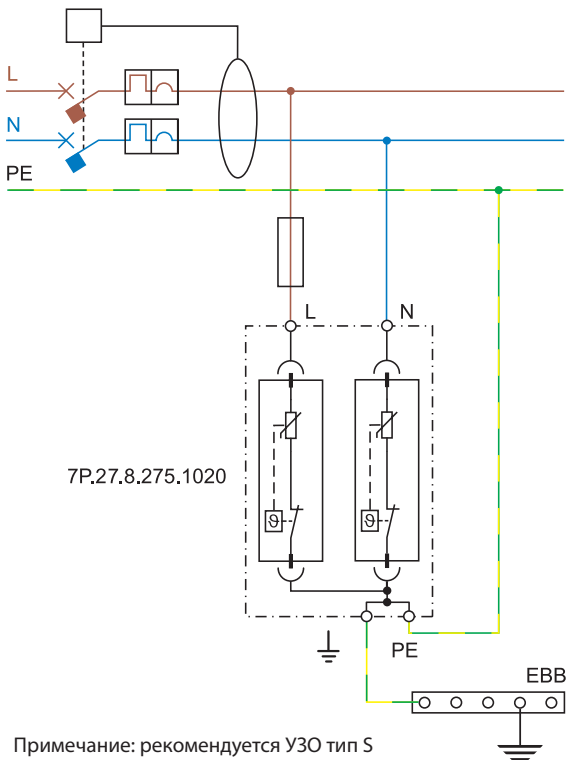 L
N
PE
L
N
7P.27.8.275.1020
ϑ
ϑ
PE
EBB
Примечание: рекомендуется УЗО тип S